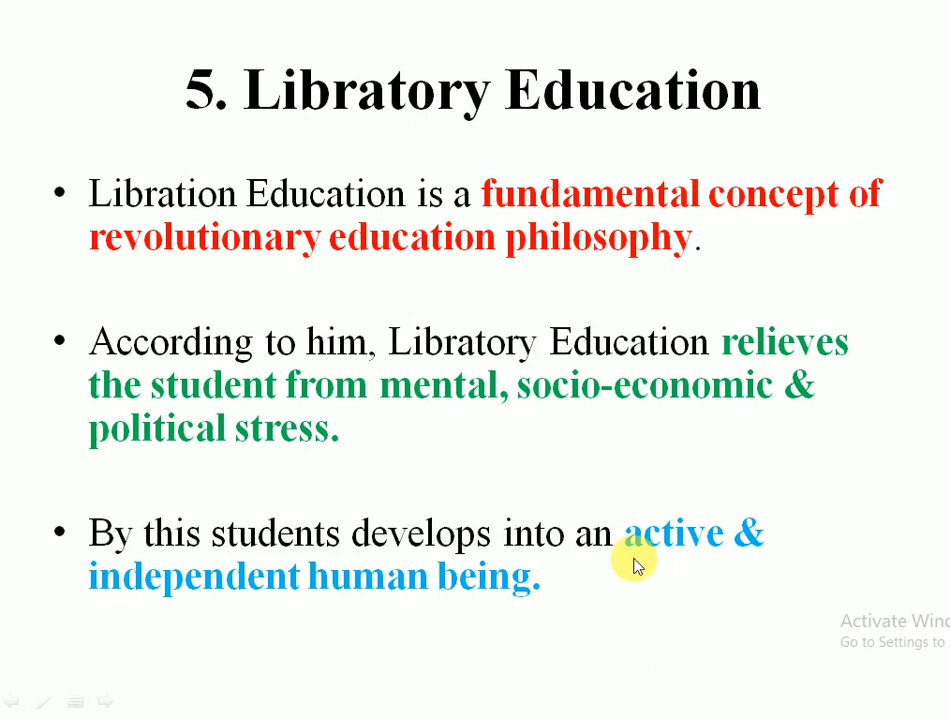 5. Libratory Education
• Libration Education is a fundamental concept of
revolutionary education philosophy.
• According to him, Libratory Education relieves
the student from mental, socio-economic &
political stress.
• By this students develops into an active &
independent human being.
Activate Winc
Go to Settings to